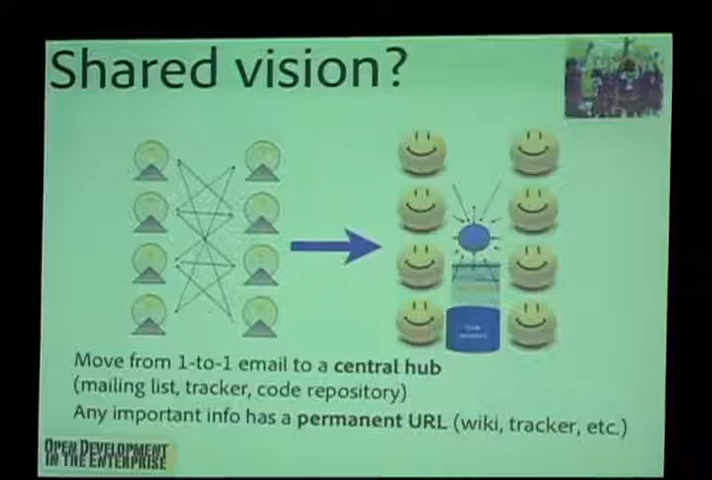 Shared vision?
Move from 1-to-1 email to a central hub
(mailing list, tracker, code repository)
Any important info has a permanent URL (wiki, tracker, etc.)
OPEN DEVELOPMENT
IN THE ENTERPRISE